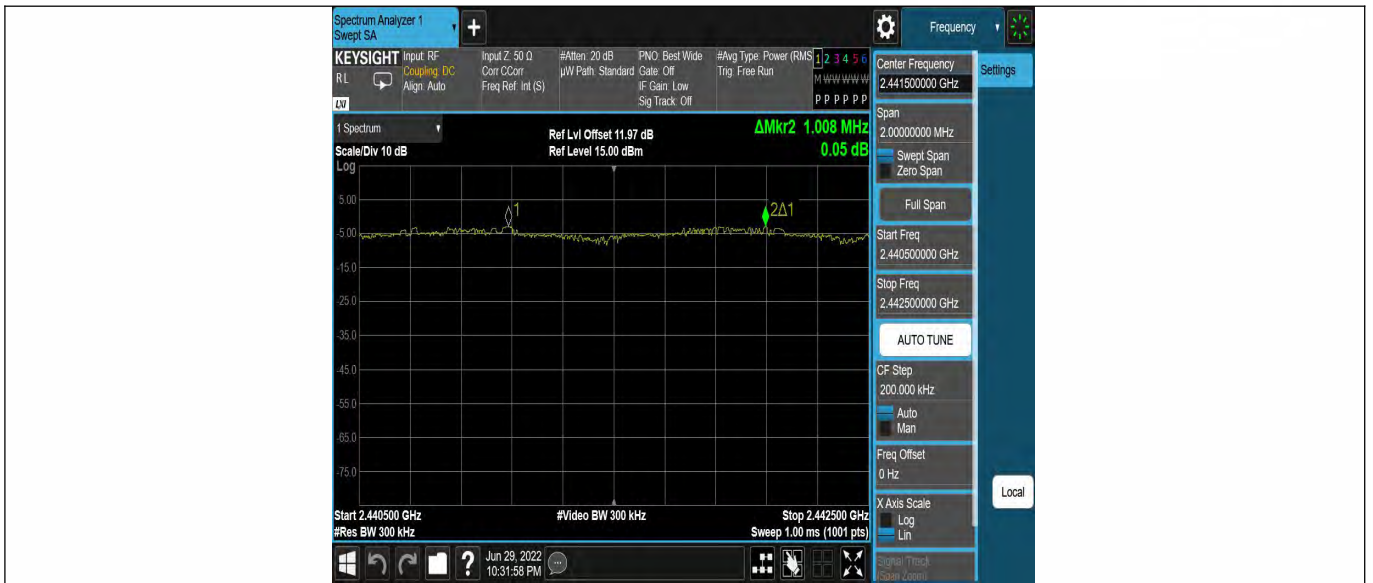 Spectrum Analyzer 1
Swept SA
Frequency
KEYSIGHT
Input: RF
Coupling: DC
Align: Auto
Input Z: 50 Ω
Corr CCorr
Freq Ref: Int (S)
#Atten: 20 dB
µW Path: Standard
PNO: Best Wide
Gate: Off
IF Gain: Low
Sig Track: Off
#Avg Type: Power (RMS
Trig: Free Run
1 2 3 4 5 6
M W W W W W
P P P P P P
R L
LXI
1 Spectrum
Scale/Div 10 dB
Log
Ref Lvl Offset 11.97 dB
Ref Level 15.00 dBm
ΔMkr2 1.008 MHz
0.05 dB
5.00
-5.00
-15.0
-25.0
-35.0
-45.0
-55.0
-65.0
-75.0
1
2Δ1
Start 2.440500 GHz
#Res BW 300 kHz
#Video BW 300 kHz
Stop 2.442500 GHz
Sweep 1.00 ms (1001 pts)
Jun 29, 2022
10:31:58 PM
Center Frequency
2.441500000 GHz
Settings
Span
2.00000000 MHz
Swept Span
Zero Span
Full Span
Start Freq
2.440500000 GHz
Stop Freq
2.442500000 GHz
AUTO TUNE
CF Step
200.000 kHz
Auto
Man
Freq Offset
0 Hz
X Axis Scale
Log
Lin
Local
Signal Track
(Span Zoom)